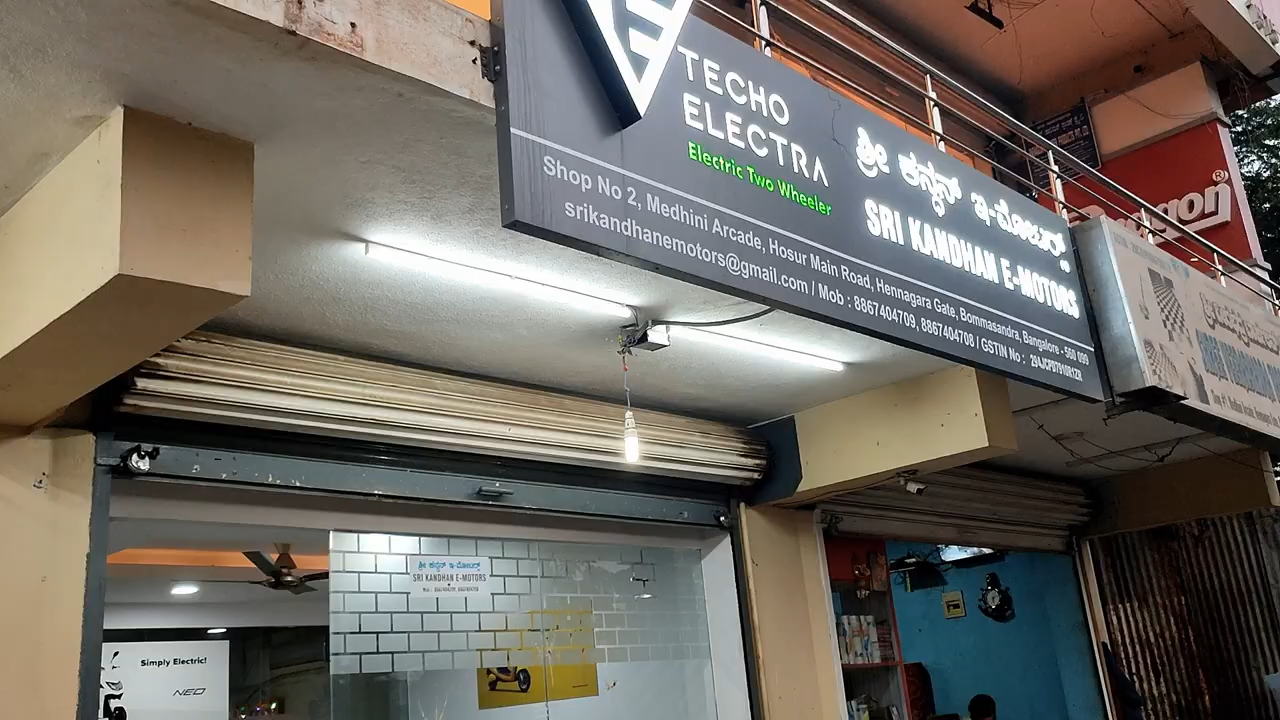 TECHO
ELECTRA
Electric Two Wheeler
ಶ್ರೀ ಕಸ್ದನ್ ಇ-ಮೋಟರ್ಸ್
SRI KANDHAN E-MOTORS
Shop No 2, Medhini Arcade, Hosur Main Road, Hennagara Gate, Bommasandra, Bangalore - 560 099
srikandhanemotors@gmail.com / Mob : 8867404709, 8867404708 / GSTIN No :
SRI KANDHAN E-MOTORS
Simply Electric!
NEO